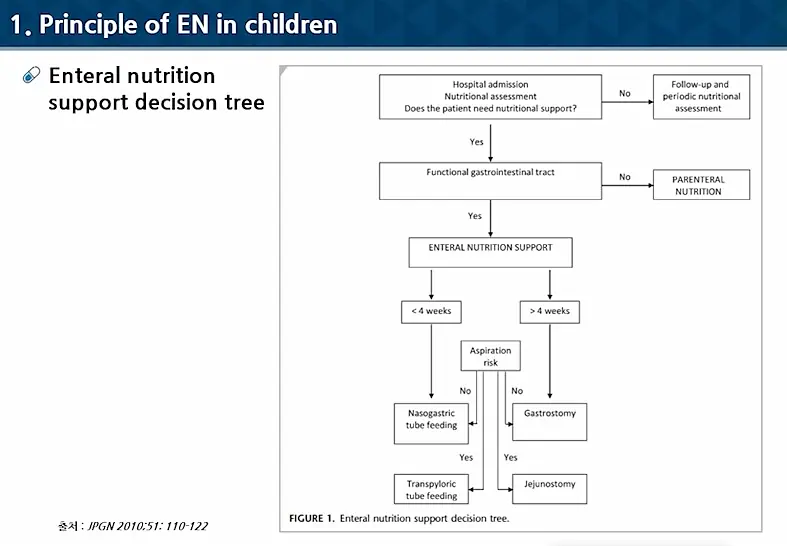 1. Principle of EN in children
Enteral nutrition
support decision tree
Hospital admission
Nutritional assessment
Does the patient need nutritional support?
No
Follow-up and
periodic nutritional
assessment
Yes
Functional gastrointestinal tract
No
PARENTERAL
NUTRITION
Yes
ENTERAL NUTRITION SUPPORT
< 4 weeks
> 4 weeks
Aspiration
risk
No
No
Nasogastric
tube feeding
Gastrostomy
Yes
Yes
Transpyloric
tube feeding
Jejunostomy
FIGURE 1. Enteral nutrition support decision tree.
출처 : JPGN 2010;51: 110-122